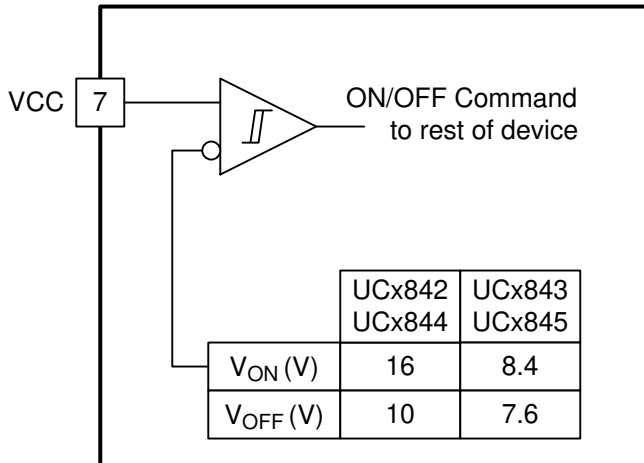 VCC 7
ON/OFF Command
to rest of device
UCx842 UCx843
UCx844 UCx845
VON (V) 16 8.4
VOFF (V) 10 7.6